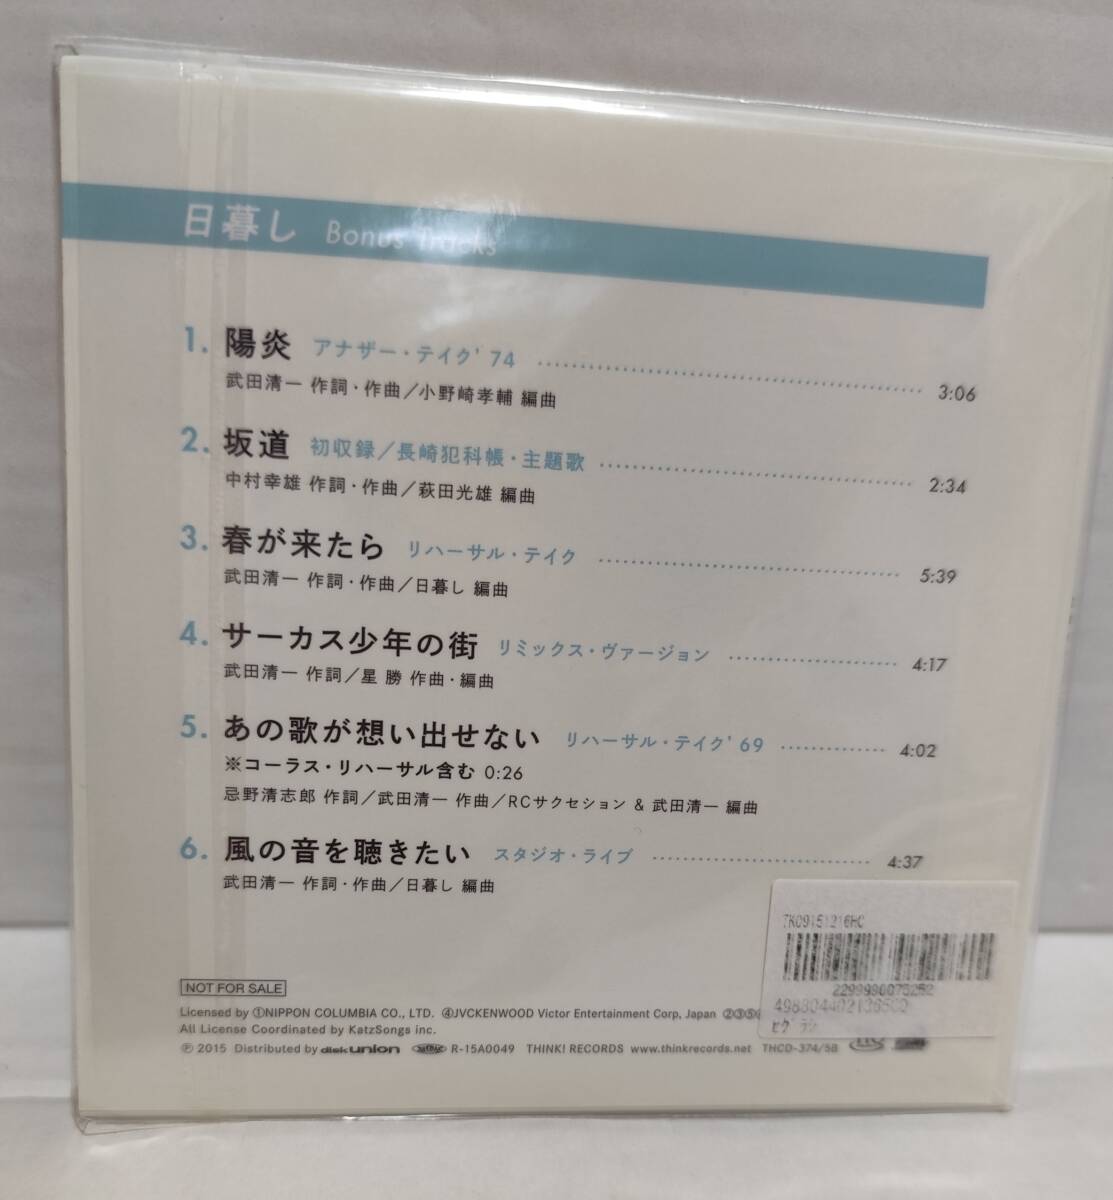 日暮し Bonus Tracks
1. 陽炎 アナザー・テイク'74 3:06
武田清一 作詞・作曲／小野崎孝輔 編曲
2. 坂道 初収録／長崎犯科帳・主題歌 2:34
中村幸雄 作詞・作曲／萩田光雄 編曲
3. 春が来たら リハーサル・テイク 5:39
武田清一 作詞・作曲／日暮し 編曲
4. サーカス少年の街 リミックス・ヴァージョン 4:17
武田清一 作詞／星 勝 作曲・編曲
5. あの歌が想い出せない リハーサル・テイク'69 4:02
※コーラス・リハーサル含む 0:26
忌野清志郎 作詞／武田清一 作曲／RCサクセション & 武田清一 編曲
6. 風の音を聴きたい スタジオ・ライブ 4:37
武田清一 作詞・作曲／日暮し 編曲
NOT FOR SALE
Licensed by ①NIPPON COLUMBIA CO., LTD. ④JVCKENWOOD Victor Entertainment Corp, Japan ②③⑤
All License Coordinated by KatzSongs inc.
℗ 2015 Distributed by disk union R-15A0049 THINK! RECORDS www.thinkrecords.net THCD-374/5B
ヒグラシ